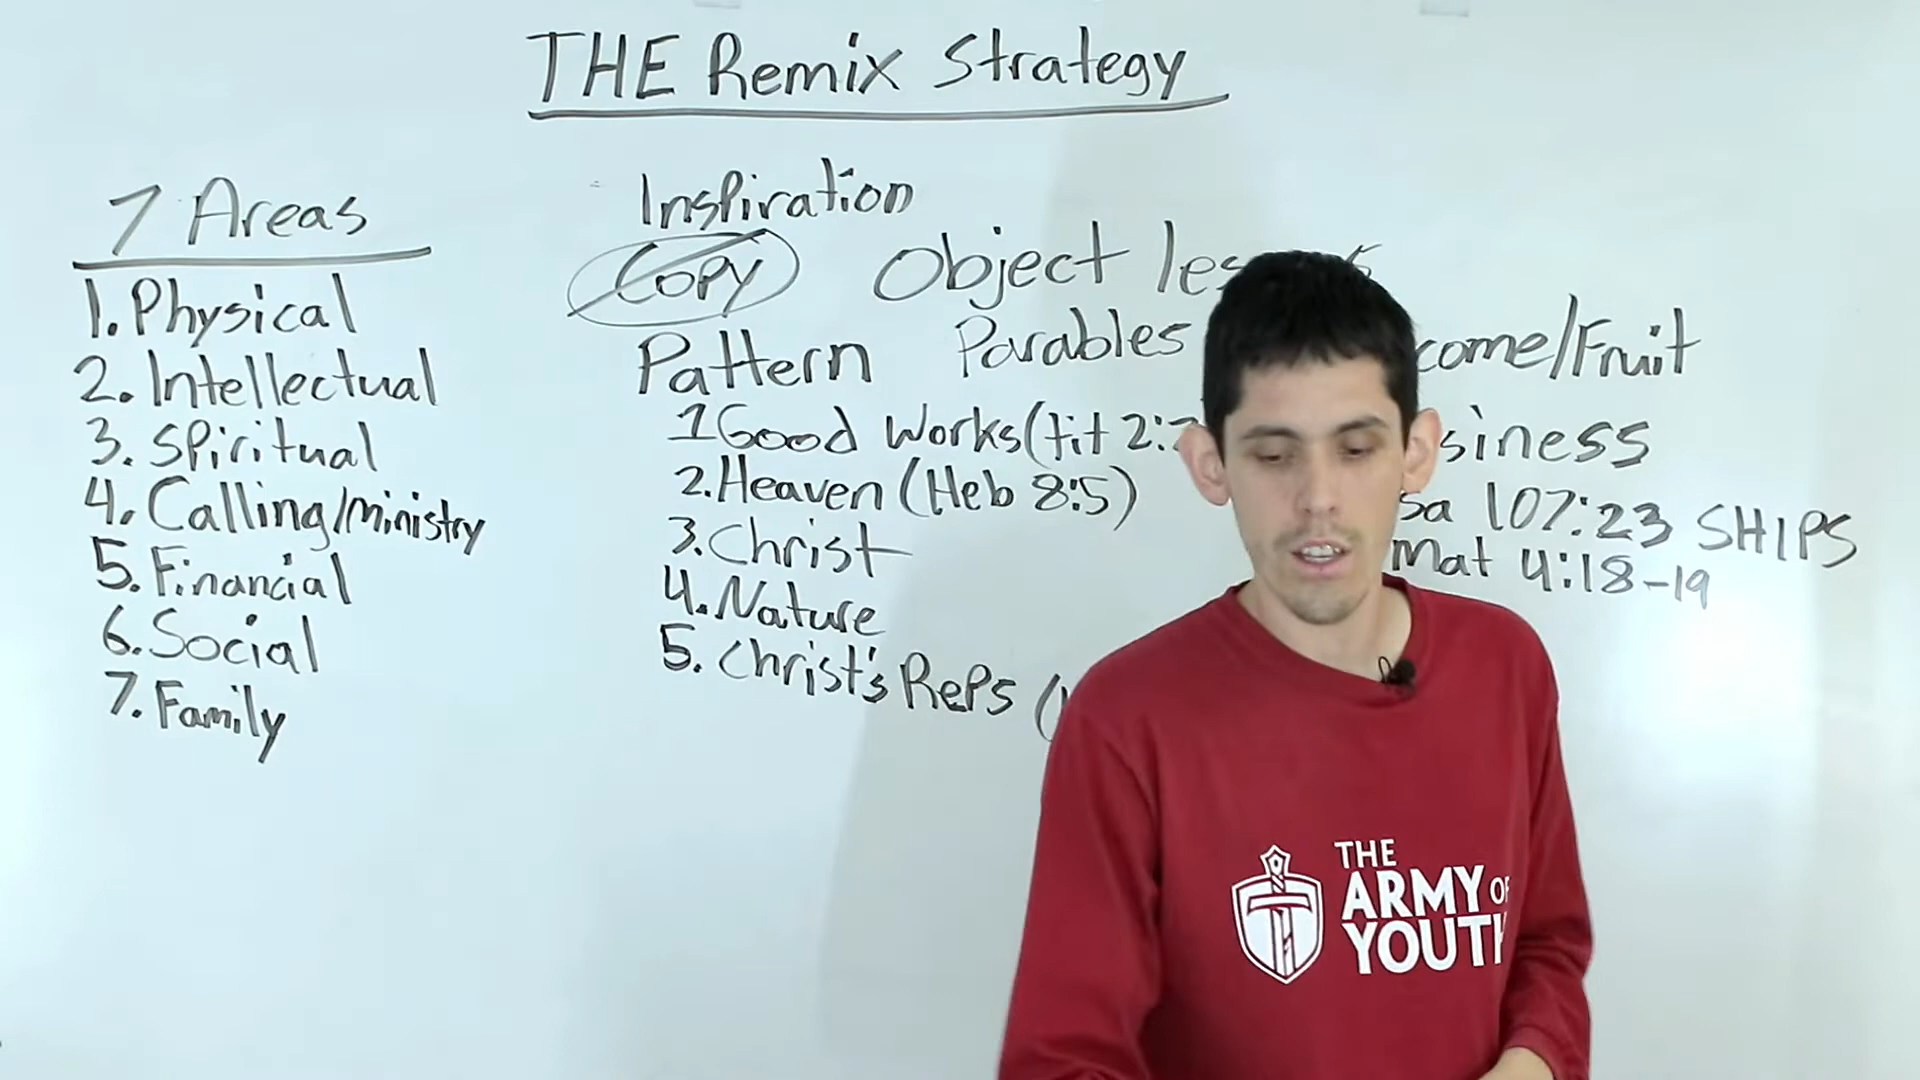 THE Remix Strategy
7 Areas
1. Physical
2. Intellectual
3. Spiritual
4. Calling/Ministry
5. Financial
6. Social
7. Family
Inspiration
Copy Object
Pattern Parables
1 Good Works (tit 2:
2. Heaven (Heb 8:5)
3. Christ
4. Nature
5. Christ's Reps (
come/Fruit
siness
sa 107:23 SHIPS
Mat 4:18-19
THE
ARMY OF
YOUTH